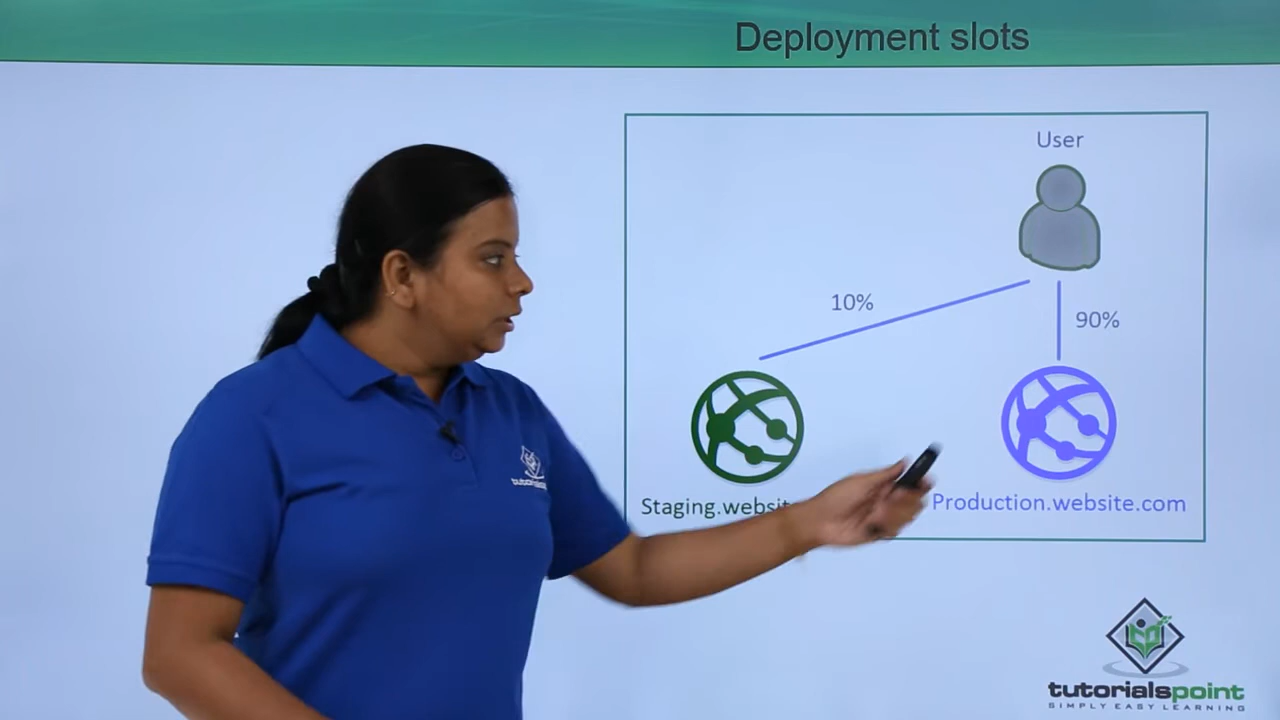 Deployment slots
User
10%
90%
Production.website.com
tutorialspoint
SIMPLY EASY LEARNING